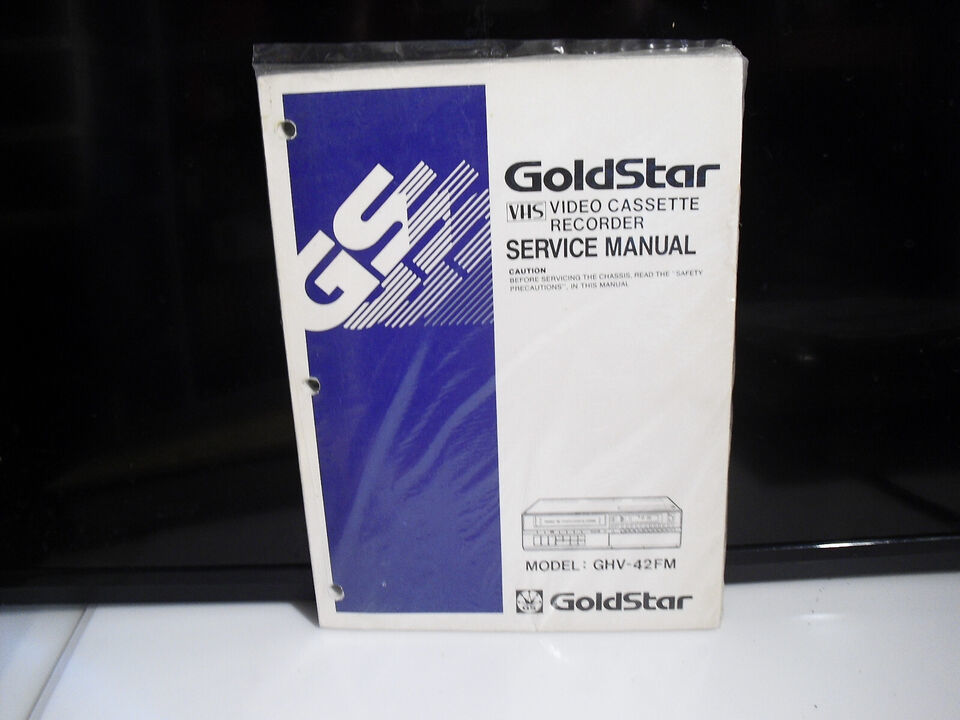 GS
GoldStar
VHS VIDEO CASSETTE
RECORDER
SERVICE MANUAL
CAUTION
BEFORE SERVICING THE CHASSIS, READ THE "SAFETY
PRECAUTIONS", IN THIS MANUAL
MODEL: GHV-42FM
GoldStar